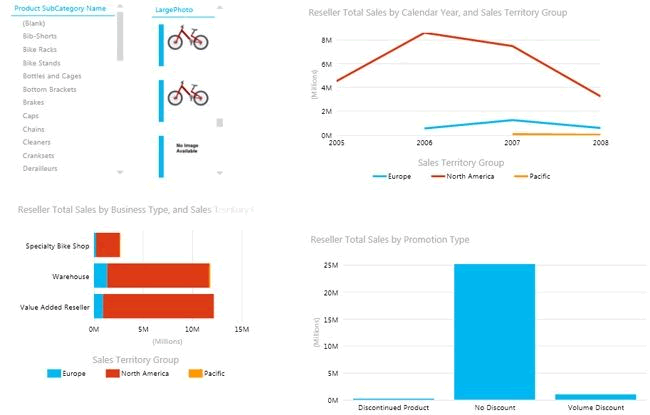 Product SubCategory Name
(Blank)
Bib-Shorts
Bike Racks
Bike Stands
Bottles and Cages
Bottom Brackets
Brakes
Caps
Chains
Cleaners
Cranksets
Derailleurs
LargePhoto
No Image
Available
Reseller Total Sales by Calendar Year, and Sales Territory Group
8M
6M
4M
2M
0M
(Millions)
2005 2006 2007 2008
Sales Territory Group
Europe North America Pacific
Reseller Total Sales by Business Type, and Sales Territory
Specialty Bike Shop
Warehouse
Value Added Reseller
0M 5M 10M 15M
(Millions)
Sales Territory Group
Europe North America Pacific
Reseller Total Sales by Promotion Type
25M
20M
15M
10M
5M
0M
(Millions)
Discontinued Product No Discount Volume Discount